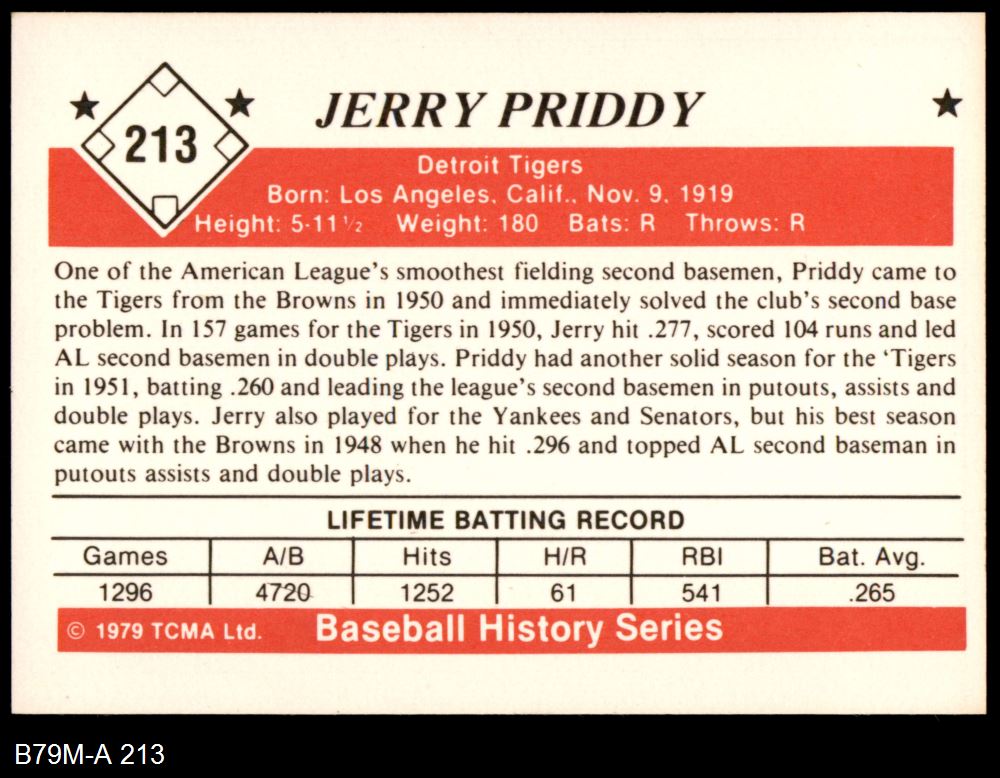 213
JERRY PRIDDY
Detroit Tigers
Born: Los Angeles, Calif., Nov. 9, 1919
Height: 5-11 1/2 Weight: 180 Bats: R Throws: R
One of the American League's smoothest fielding second basemen, Priddy came to
the Tigers from the Browns in 1950 and immediately solved the club's second base
problem. In 157 games for the Tigers in 1950, Jerry hit .277, scored 104 runs and led
AL second basemen in double plays. Priddy had another solid season for the 'Tigers
in 1951, batting .260 and leading the league's second basemen in putouts, assists and
double plays. Jerry also played for the Yankees and Senators, but his best season
came with the Browns in 1948 when he hit .296 and topped AL second baseman in
putouts assists and double plays.
LIFETIME BATTING RECORD
Games A/B Hits H/R RBI Bat. Avg.
1296 4720 1252 61 541 .265
© 1979 TCMA Ltd. Baseball History Series
B79M-A 213